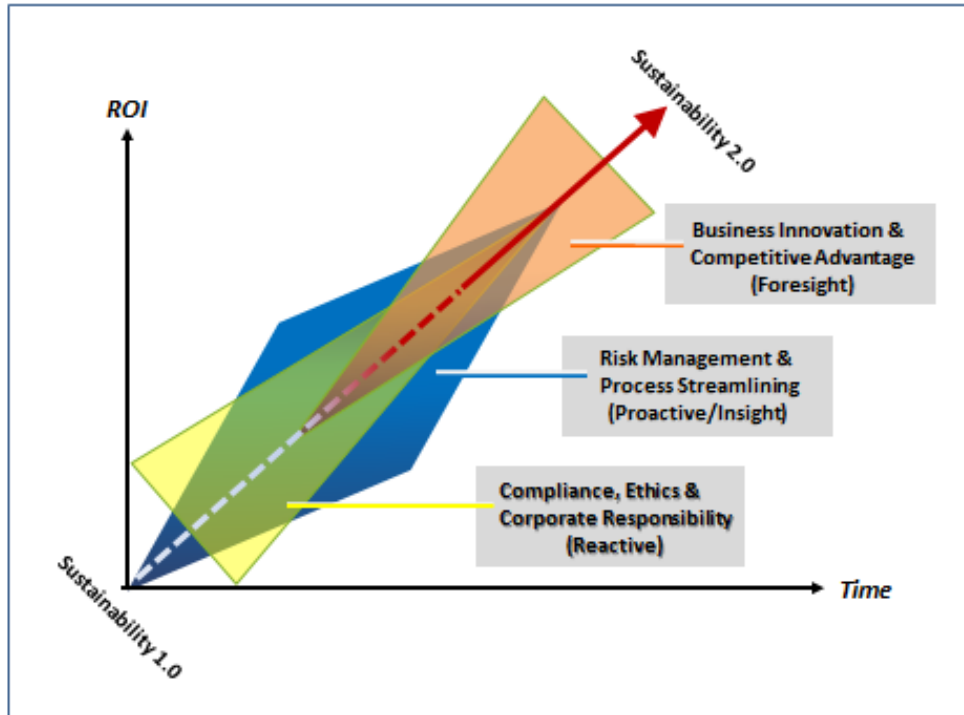 Sustainability 2.0
ROI
Business Innovation &
Competitive Advantage
(Foresight)
Risk Management &
Process Streamlining
(Proactive/Insight)
Compliance, Ethics &
Corporate Responsibility
(Reactive)
Time
Sustainability 1.0